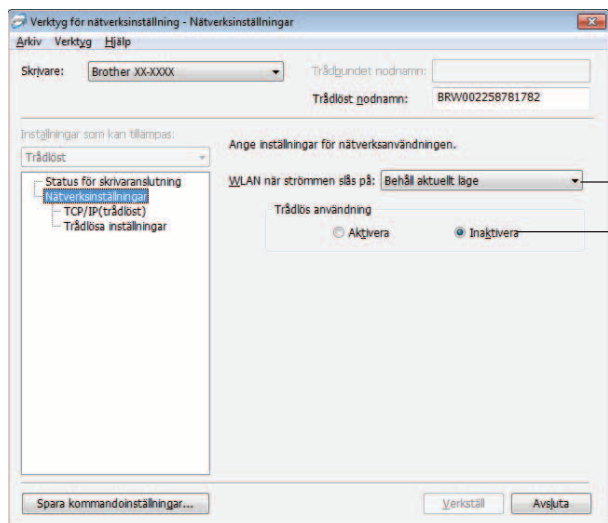 Verktyg för nätverksinställning - Nätverksinställningar
Arkiv Verktyg Hjälp
Skrivare: Brother XX-XXXX
Trådbundet nodnamn:
Trådlöst nodnamn: BRW002258781782
Inställningar som kan tillämpas:
Trådlöst
Status för skrivaranslutning
Nätverksinställningar
TCP/IP(trådlöst)
Trådlösa inställningar
Ange inställningar för nätverksanvändningen.
WLAN när strömmen slås på: Behåll aktuellt läge
Trådlös användning
Aktivera Inaktivera
Spara kommandoinställningar...
Verkställ Avsluta